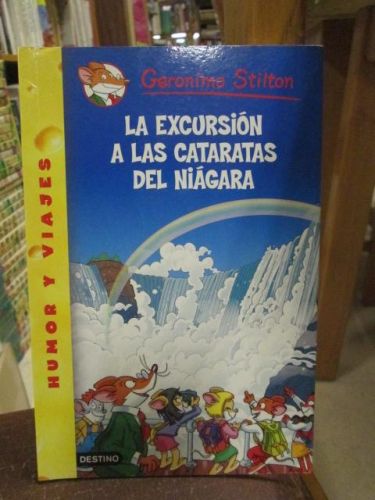 Geronimo Stilton
LA EXCURSIÓN
A LAS CATARATAS
DEL NIÁGARA
HUMOR Y VIAJES
DESTINO